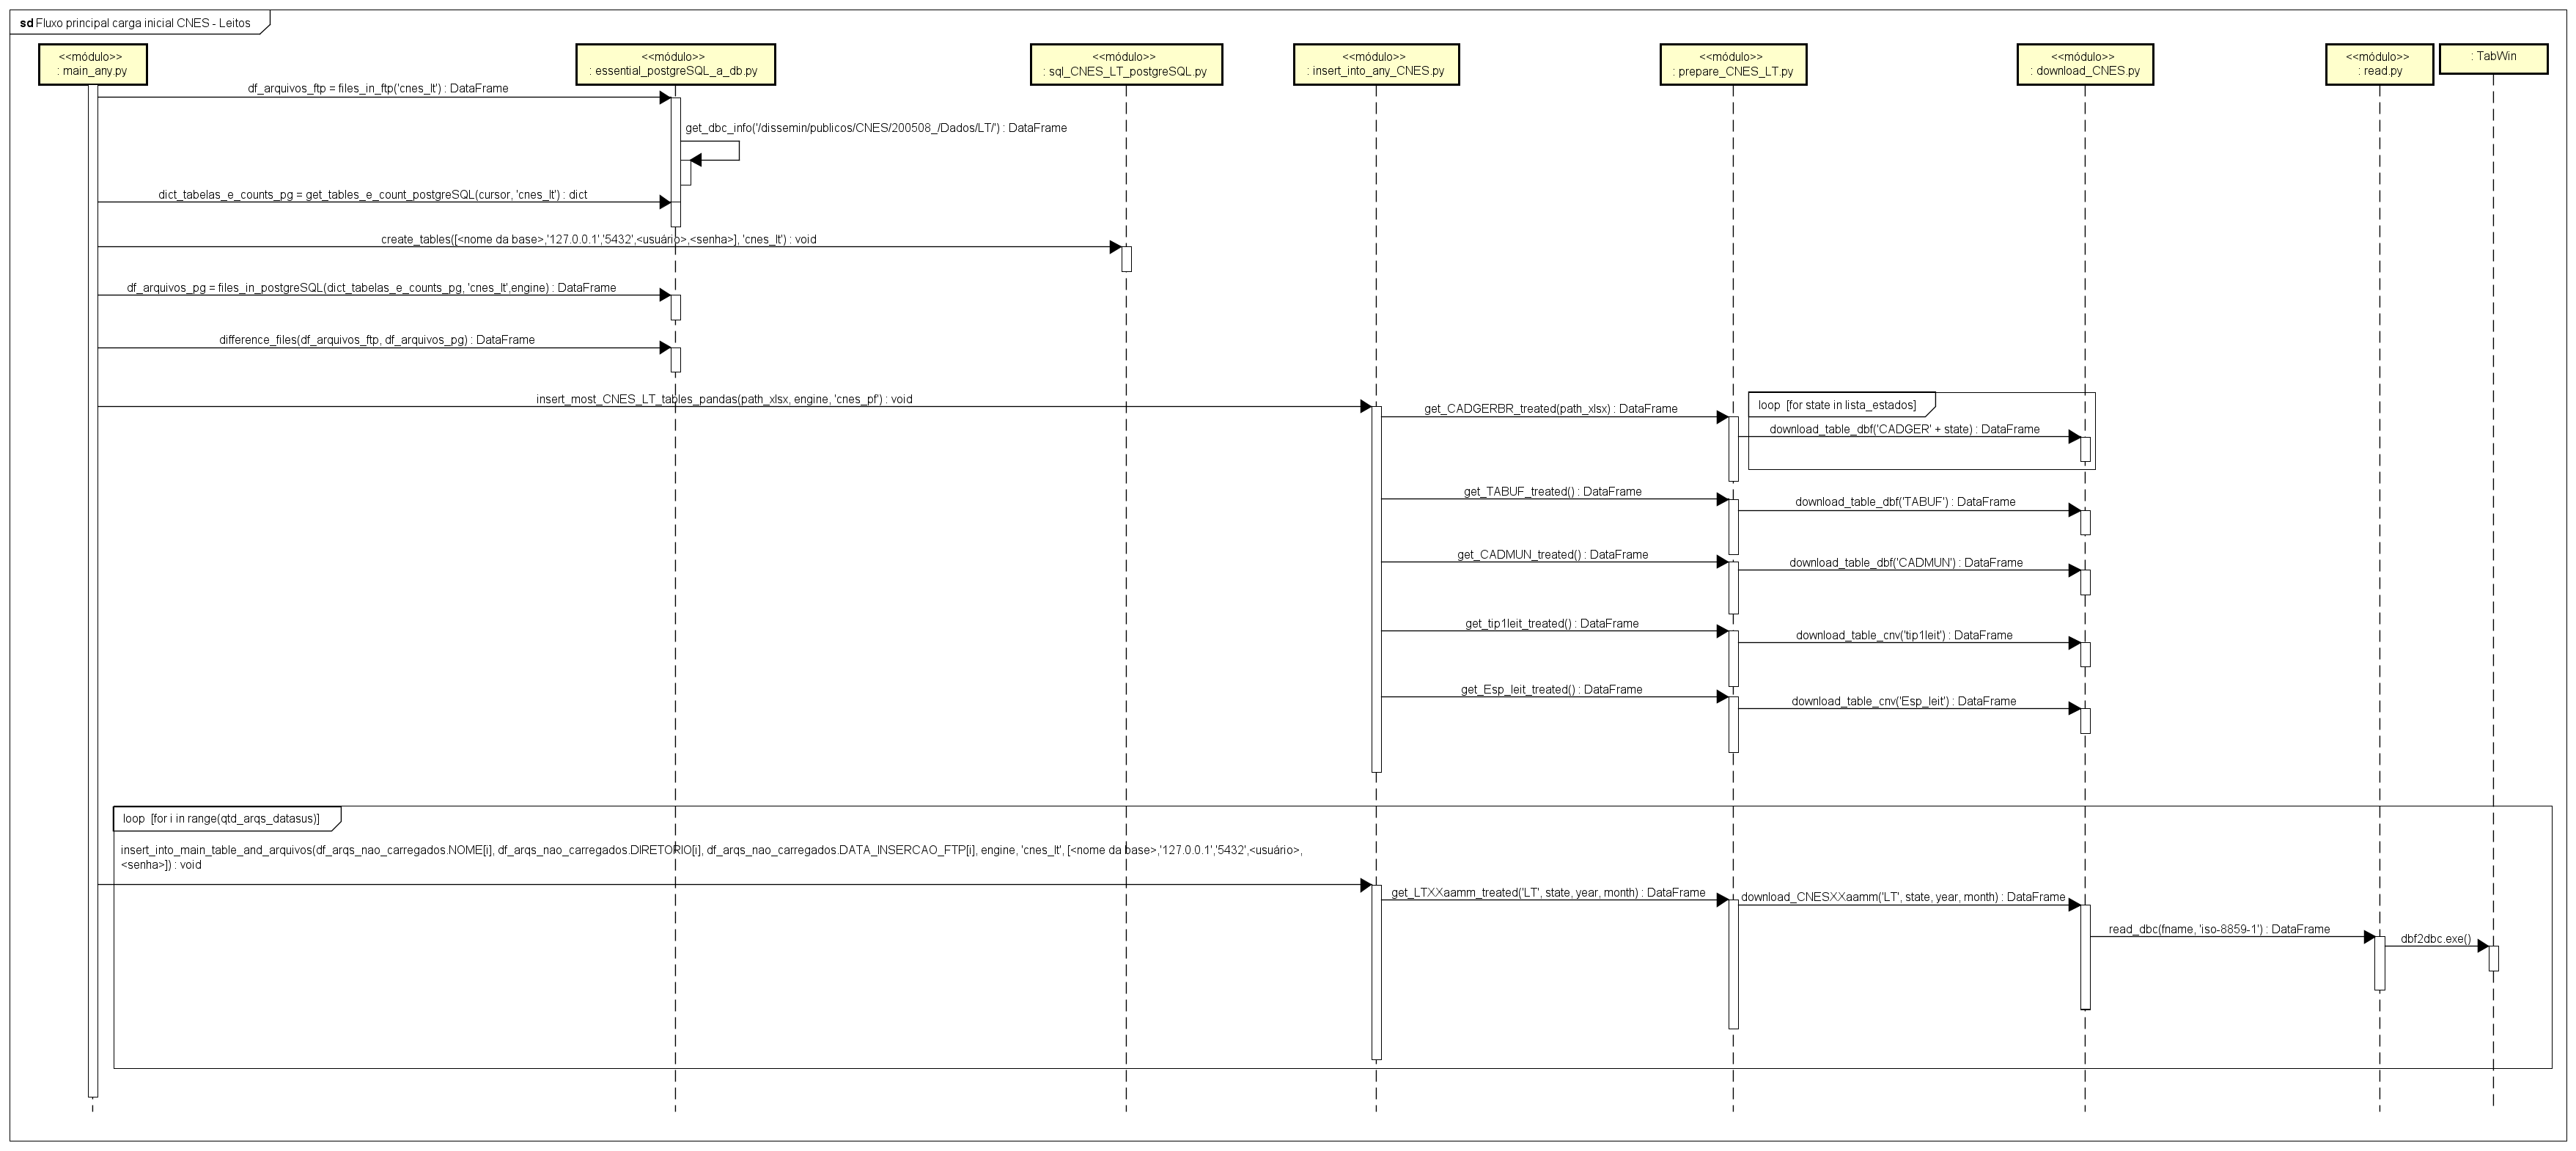 sd Fluxo principal carga inicial CNES - Leitos
<<módulo>>
: main_any.py
<<módulo>>
: essential_postgreSQL_a_db.py
<<módulo>>
: sql_CNES_LT_postgreSQL.py
<<módulo>>
: insert_into_any_CNES.py
<<módulo>>
: prepare_CNES_LT.py
<<módulo>>
: download_CNES.py
<<módulo>>
: read.py
: TabWin
df_arquivos_ftp = files_in_ftp('cnes_lt') : DataFrame
get_dbc_info('/dissemin/publicos/CNES/200508_/Dados/LT/') : DataFrame
dict_tabelas_e_counts_pg = get_tables_e_count_postgreSQL(cursor, 'cnes_lt') : dict
create_tables([<nome da base>,'127.0.0.1','5432',<usuário>,<senha>], 'cnes_lt') : void
df_arquivos_pg = files_in_postgreSQL(dict_tabelas_e_counts_pg, 'cnes_lt',engine) : DataFrame
difference_files(df_arquivos_ftp, df_arquivos_pg) : DataFrame
insert_most_CNES_LT_tables_pandas(path_xlsx, engine, 'cnes_pf') : void
get_CADGERBR_treated(path_xlsx) : DataFrame
loop [for state in lista_estados]
download_table_dbf('CADGER' + state) : DataFrame
get_TABUF_treated() : DataFrame
download_table_dbf('TABUF') : DataFrame
get_CADMUN_treated() : DataFrame
download_table_dbf('CADMUN') : DataFrame
get_tip1leit_treated() : DataFrame
download_table_cnv('tip1leit') : DataFrame
get_Esp_leit_treated() : DataFrame
download_table_cnv('Esp_leit') : DataFrame
loop [for i in range(qtd_arqs_datasus)]
insert_into_main_table_and_arquivos(df_arqs_nao_carregados.NOME[i], df_arqs_nao_carregados.DIRETORIO[i], df_arqs_nao_carregados.DATA_INSERCAO_FTP[i], engine, 'cnes_lt', [<nome da base>,'127.0.0.1','5432',<usuário>,
<senha>]) : void
get_LTXXaamm_treated('LT', state, year, month) : DataFrame
download_CNESXXaamm('LT', state, year, month) : DataFrame
read_dbc(fname, 'iso-8859-1') : DataFrame
dbf2dbc.exe()